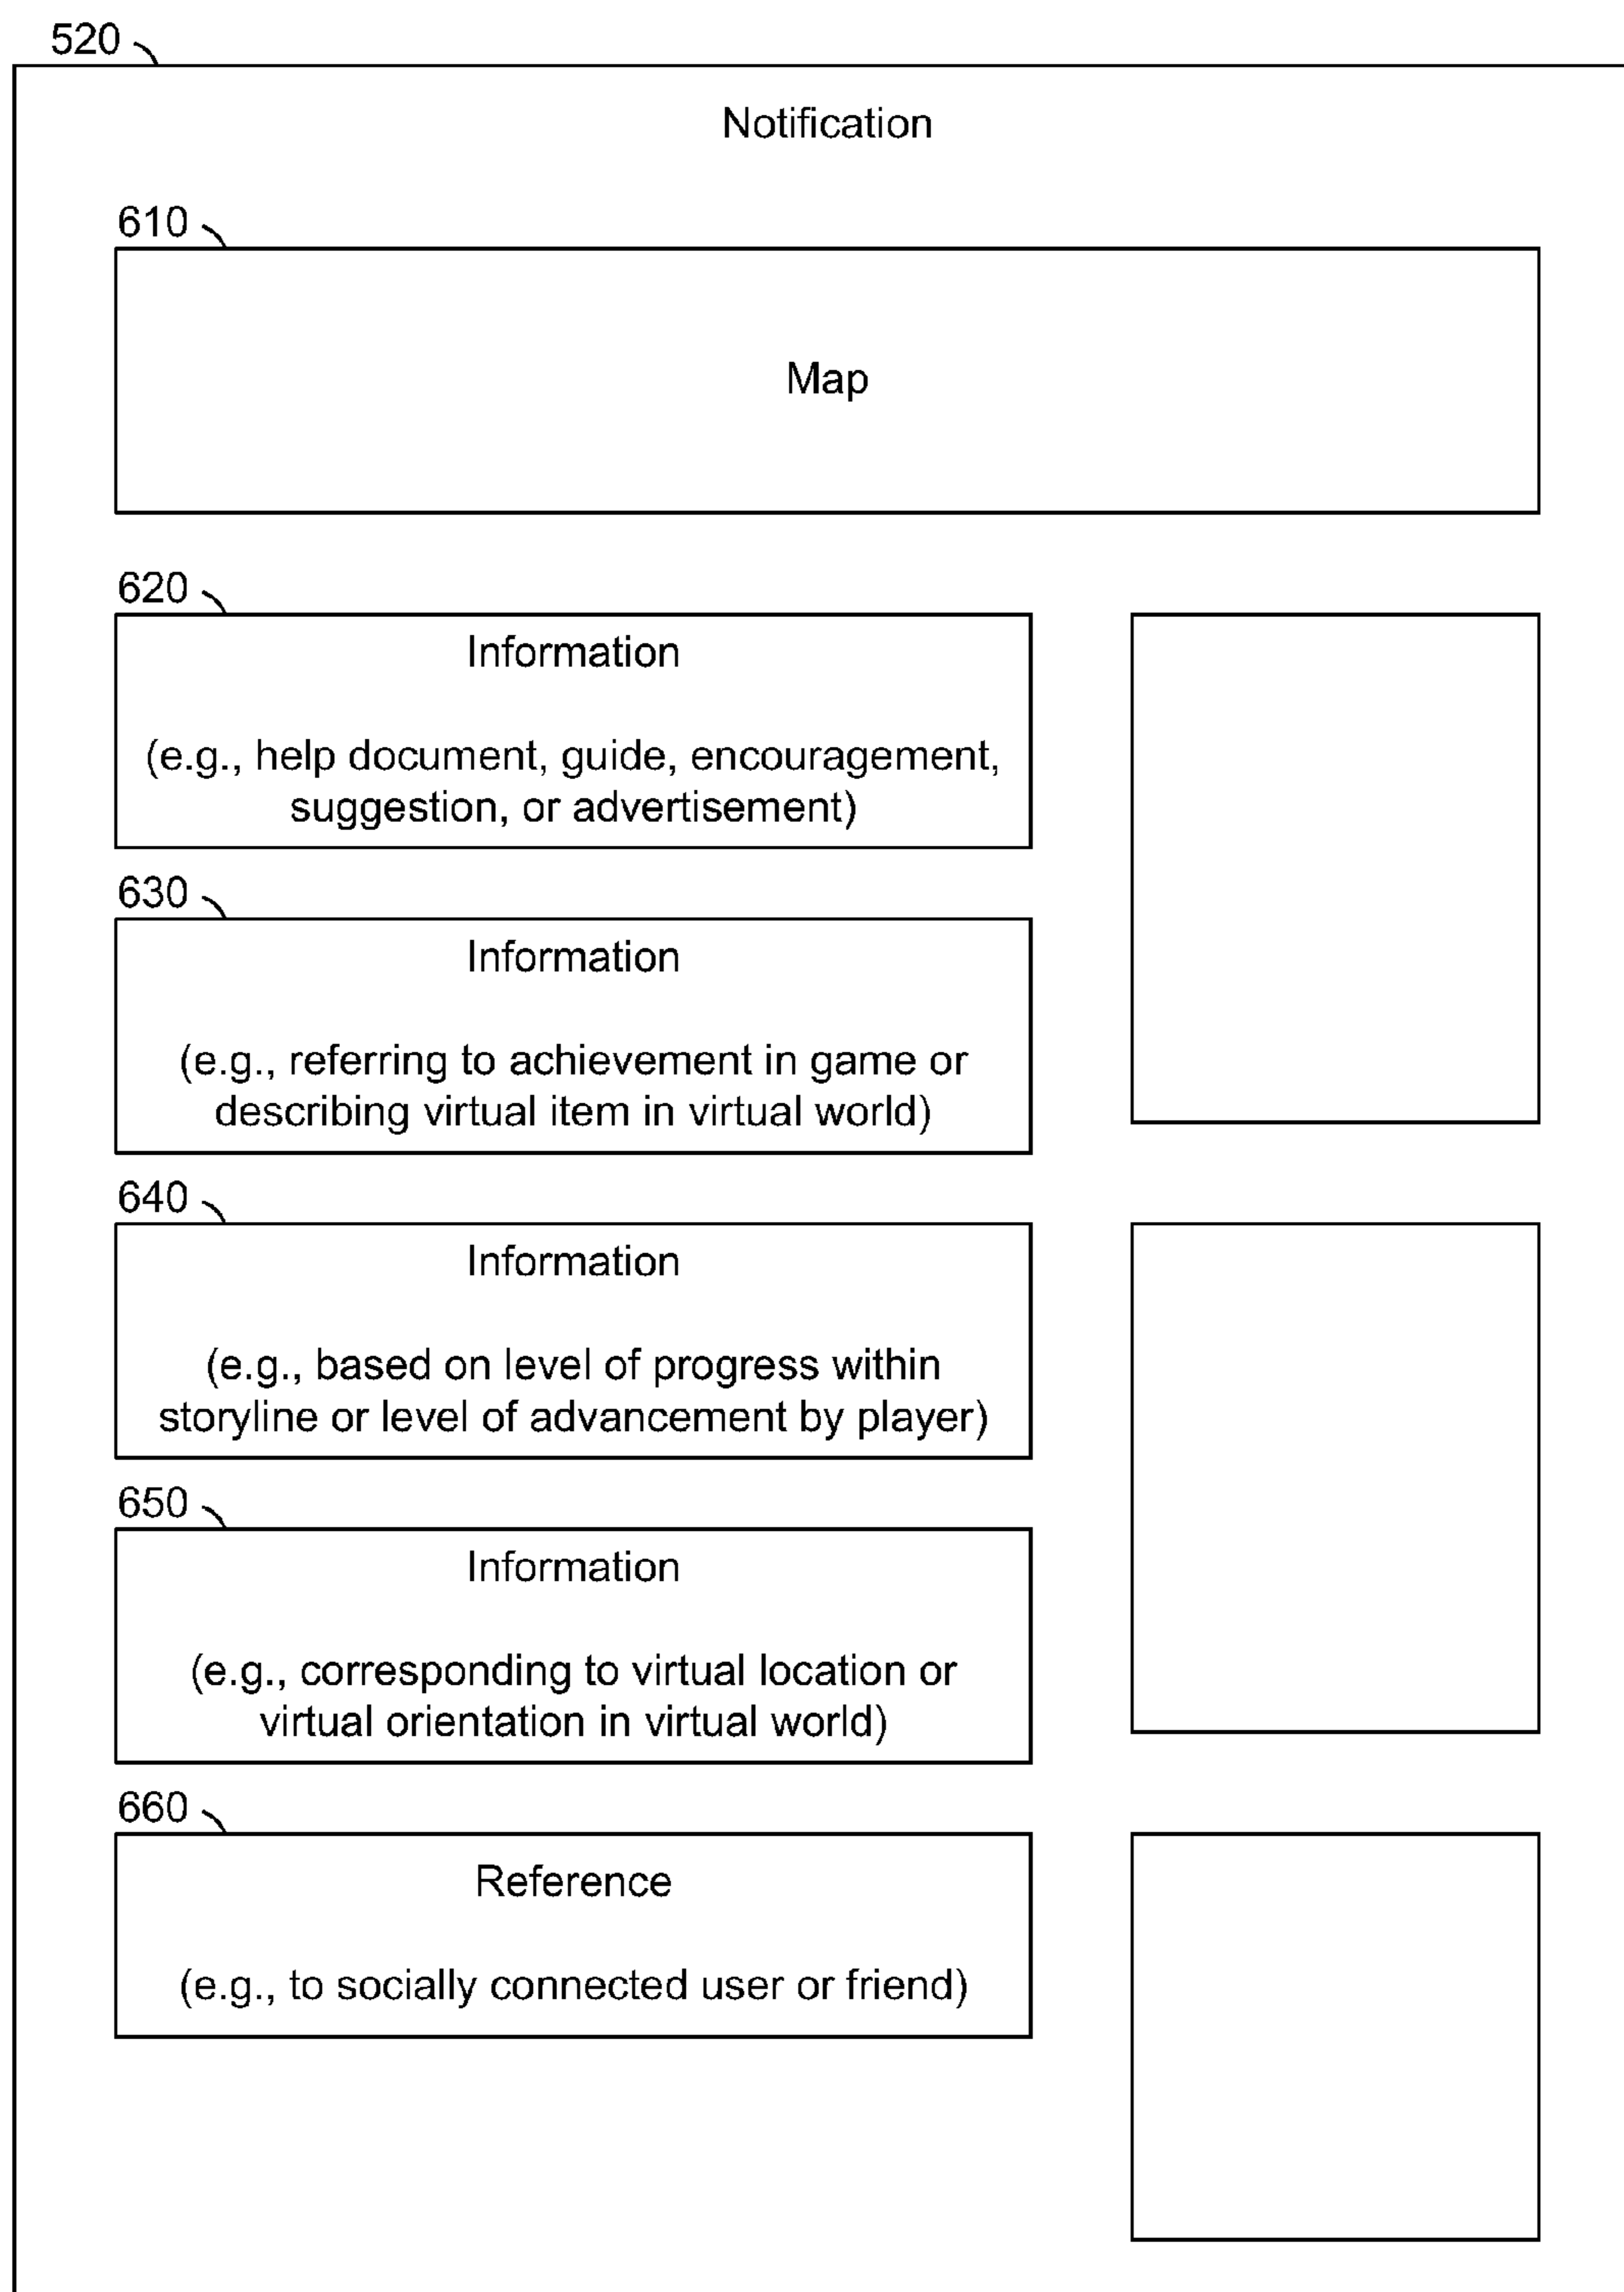 520
Notification
610
Map
620
Information
(e.g., help document, guide, encouragement,
suggestion, or advertisement)
630
Information
(e.g., referring to achievement in game or
describing virtual item in virtual world)
640
Information
(e.g., based on level of progress within
storyline or level of advancement by player)
650
Information
(e.g., corresponding to virtual location or
virtual orientation in virtual world)
660
Reference
(e.g., to socially connected user or friend)